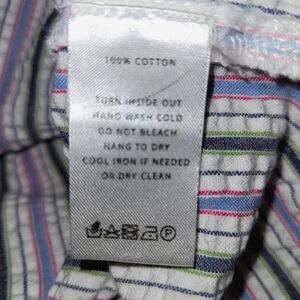 100% COTTON
TURN INSIDE OUT
HAND WASH COLD
DO NOT BLEACH
HANG TO DRY
COOL IRON IF NEEDED
OR DRY CLEAN
P